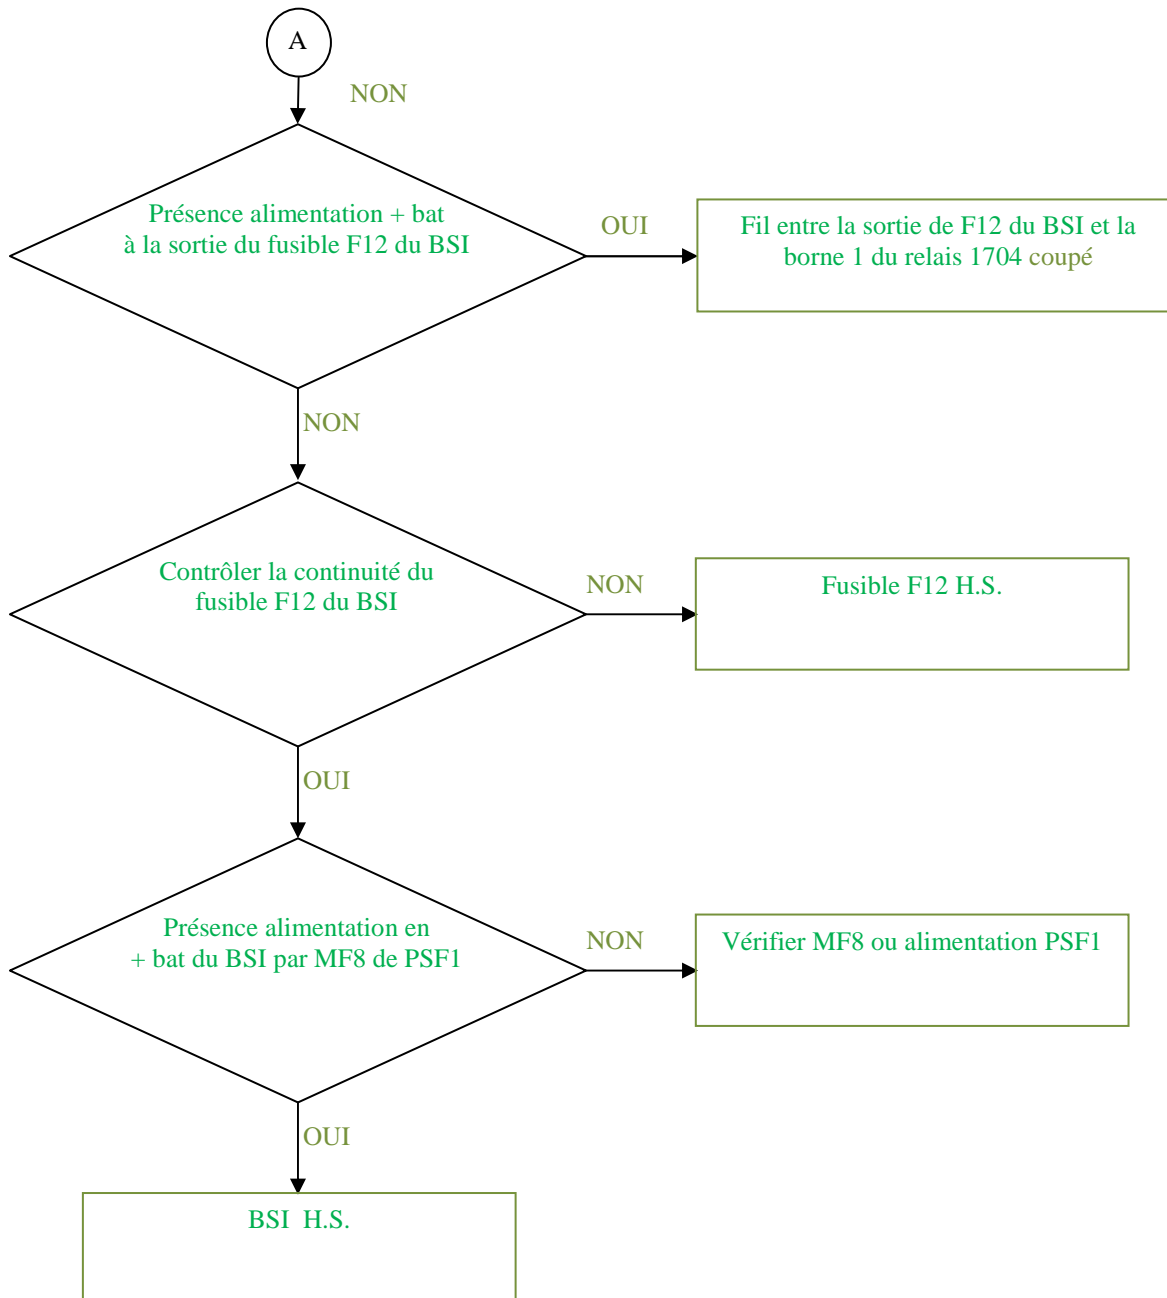 A
NON
Présence alimentation + bat
à la sortie du fusible F12 du BSI
OUI
Fil entre la sortie de F12 du BSI et la
borne 1 du relais 1704 coupé
NON
Contrôler la continuité du
fusible F12 du BSI
NON
Fusible F12 H.S.
OUI
Présence alimentation en
+ bat du BSI par MF8 de PSF1
NON
Vérifier MF8 ou alimentation PSF1
OUI
BSI H.S.